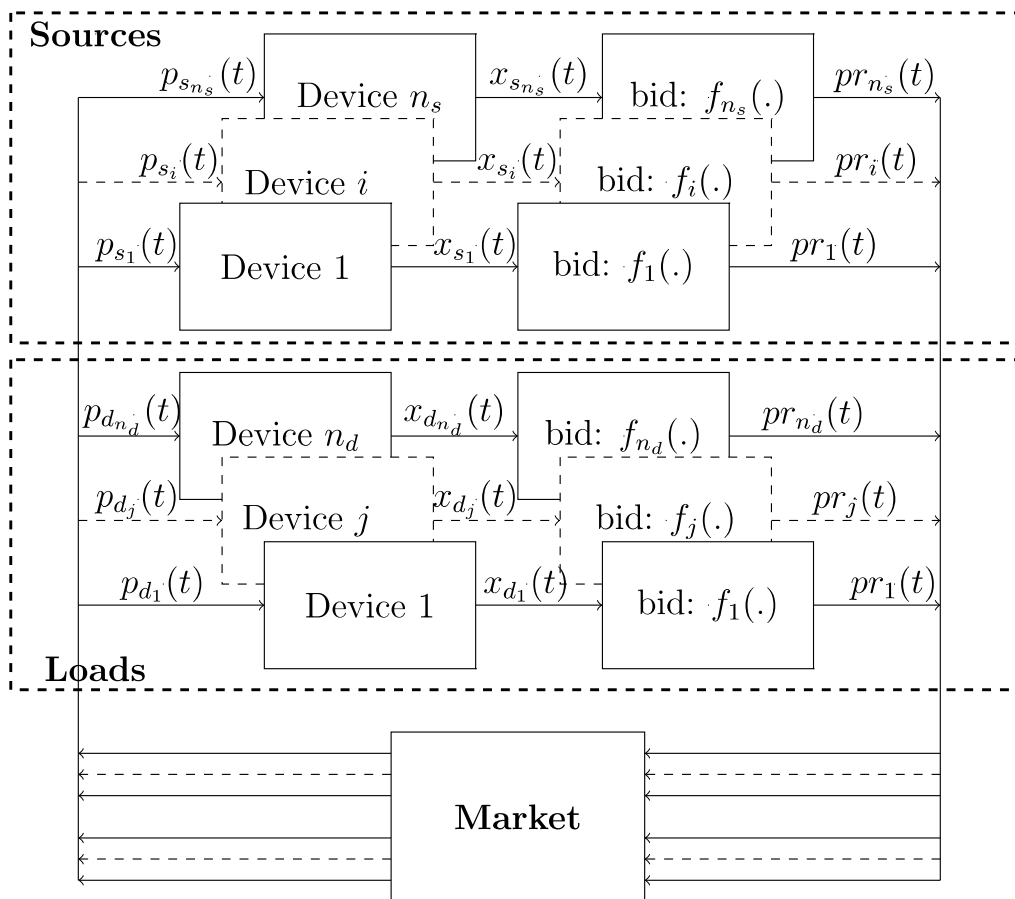 Sources
p_{s_{n_s}}(t) Device n_s x_{s_{n_s}}(t) bid: f_{n_s}(.) pr_{n_s}(t)
p_{s_i}(t) Device i x_{s_i}(t) bid: f_i(.) pr_i(t)
p_{s_1}(t) Device 1 x_{s_1}(t) bid: f_1(.) pr_1(t)
p_{d_{n_d}}(t) Device n_d x_{d_{n_d}}(t) bid: f_{n_d}(.) pr_{n_d}(t)
p_{d_j}(t) Device j x_{d_j}(t) bid: f_j(.) pr_j(t)
p_{d_1}(t) Device 1 x_{d_1}(t) bid: f_1(.) pr_1(t)
Loads
Market